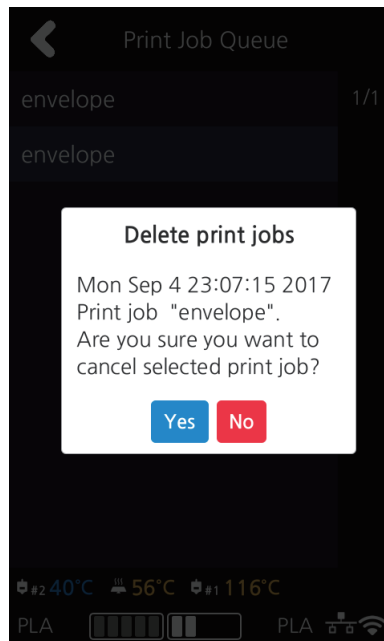 Print Job Queue
envelope 1/1
envelope
Delete print jobs
Mon Sep 4 23:07:15 2017
Print job "envelope".
Are you sure you want to
cancel selected print job?
Yes No
#2 40°C 56°C #1 116°C
PLA PLA